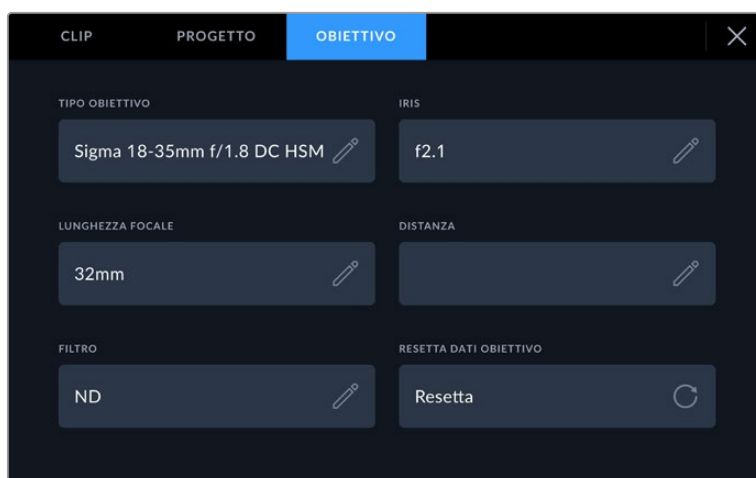 CLIP PROGETTO OBIETTIVO
TIPO OBIETTIVO IRIS
Sigma 18-35mm f/1.8 DC HSM f2.1
LUNGHEZZA FOCALE DISTANZA
32mm
FILTRO RESETTA DATI OBIETTIVO
ND Resetta